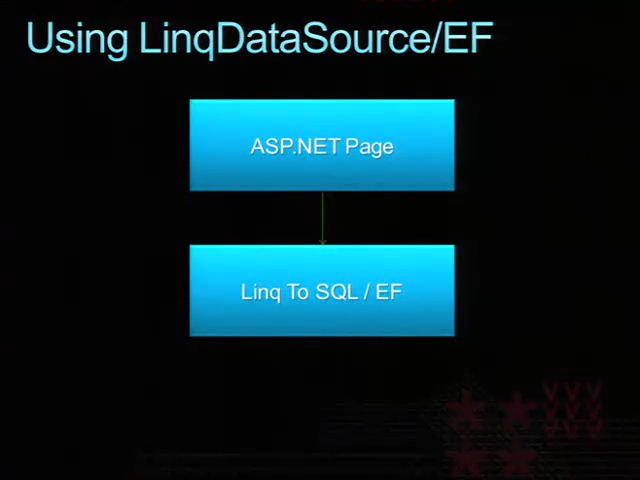 Using LinqDataSource/EF
ASP.NET Page
Linq To SQL / EF